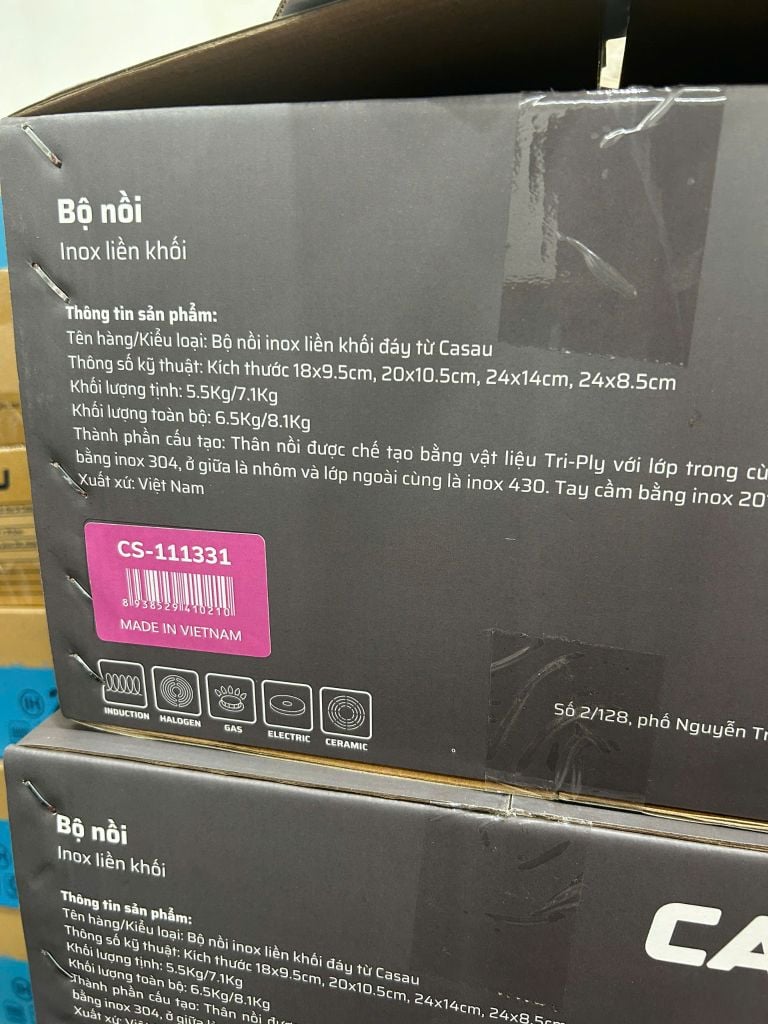 Bộ nồi
Inox liền khối
Thông tin sản phẩm:
Tên hàng/Kiểu loại: Bộ nồi inox liền khối đáy từ Casau
Thông số kỹ thuật: Kích thước 18x9.5cm, 20x10.5cm, 24x14cm, 24x8.5cm
Khối lượng tịnh: 5.5Kg/7.1Kg
Khối lượng toàn bộ: 6.5Kg/8.1Kg
Thành phần cấu tạo: Thân nồi được chế tạo bằng vật liệu Tri-Ply với lớp trong
bằng inox 304, ở giữa là nhôm và lớp ngoài cùng là inox 430. Tay cầm bằng inox
Xuất xứ: Việt Nam
CS-111331
8 938529 410210
MADE IN VIETNAM
INDUCTION
HALOGEN
GAS
ELECTRIC
CERAMIC
Số 2/128, phố Nguyễn
Bộ nồi
Inox liền khối
Thông tin sản phẩm:
Tên hàng/Kiểu loại: Bộ nồi inox liền khối đáy từ Casau
Thông số kỹ thuật: Kích thước 18x9.5cm, 20x10.5cm, 24x14cm, 24x8.5cm
Khối lượng tịnh: 5.5Kg/7.1Kg
Khối lượng toàn bộ: 6.5Kg/8.1Kg
Thành phần cấu tạo: Thân nồi được
bằng inox 304, ở giữa là
Xuất xứ:
CA